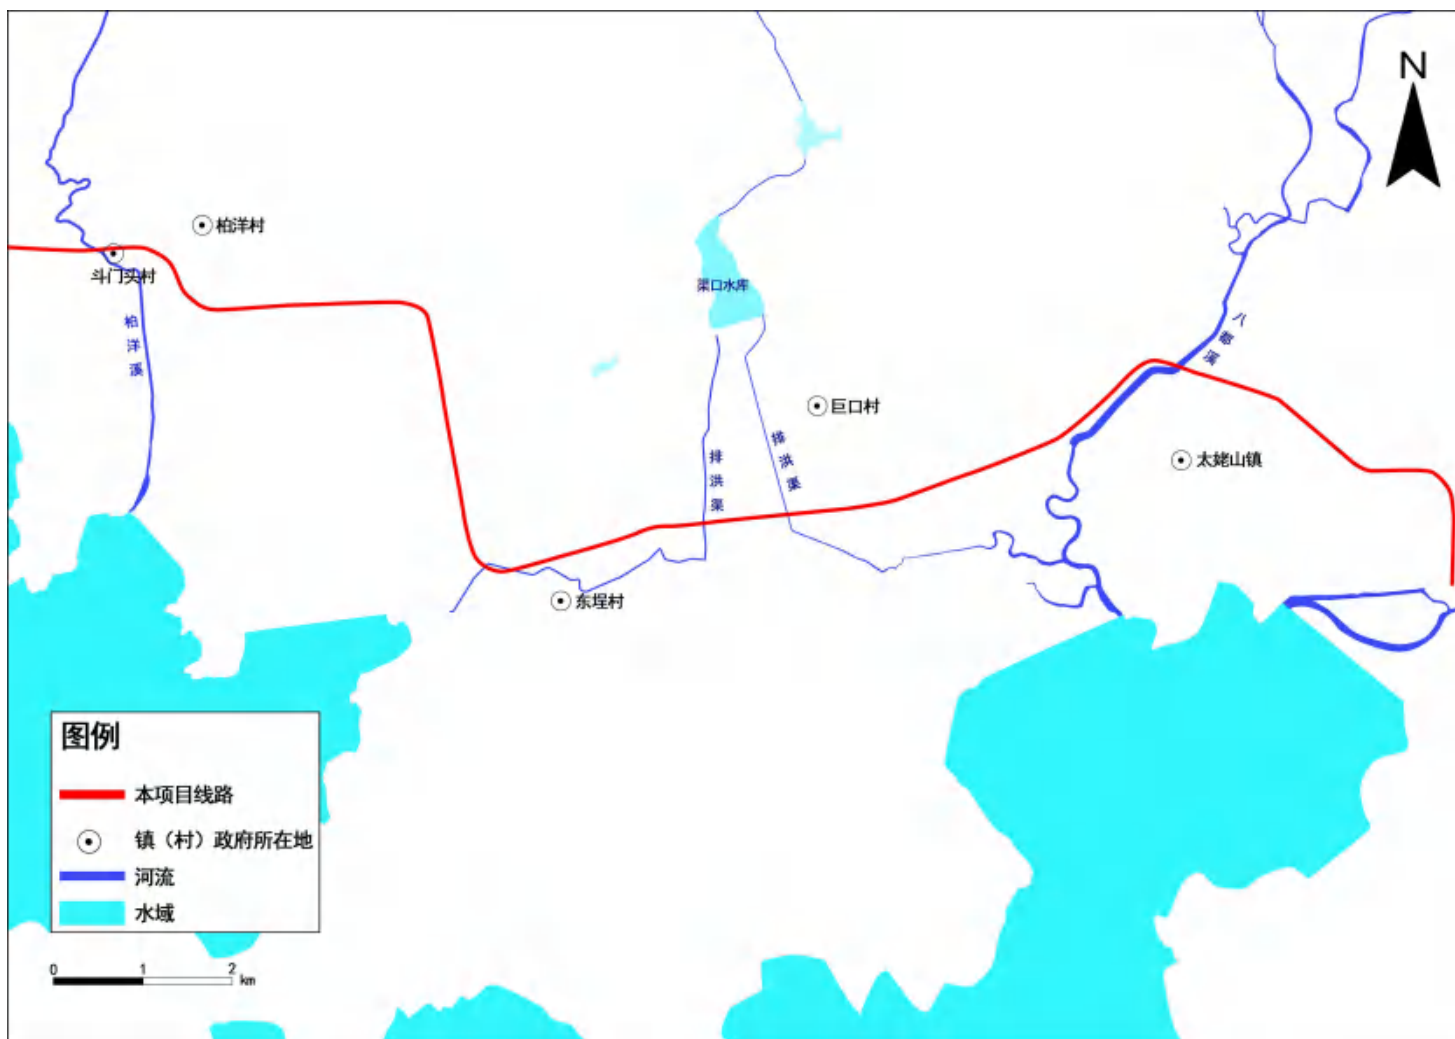 N
柏洋村
斗门头村
柏洋溪
渠口水库
八都溪
巨口村
排洪渠
排洪渠
太姥山镇
东埕村
图例
本项目线路
镇（村）政府所在地
河流
水域
0 1 2 km